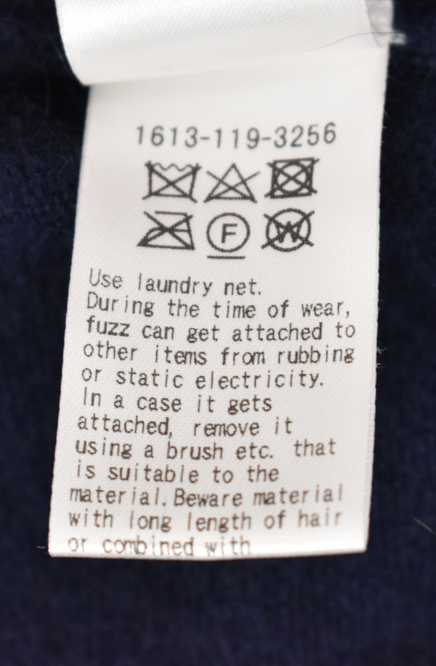 1613-119-3256
F W
Use laundry net.
During the time of wear,
fuzz can get attached to
other items from rubbing
or static electricity.
In a case it gets
attached, remove it
using a brush etc. that
is suitable to the
material.Beware material
with long length of hair
or combined with